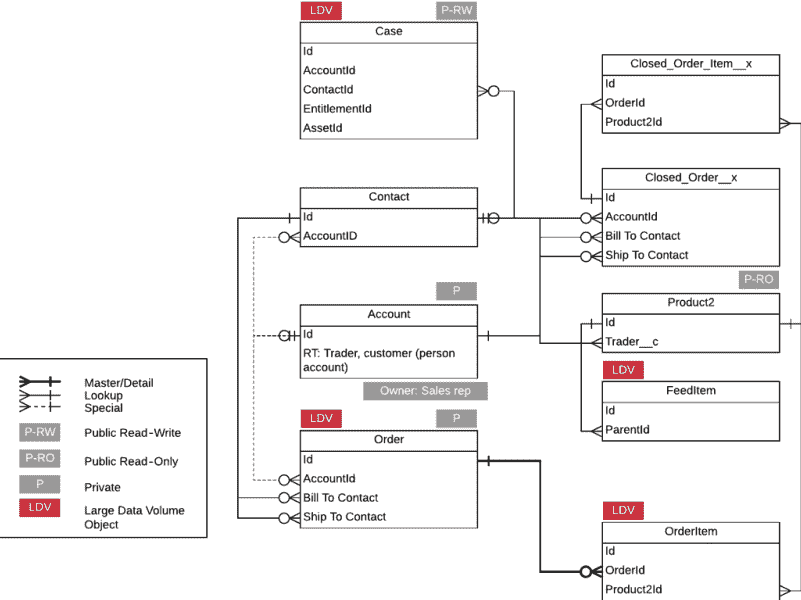 LDV
P-RW
Case
Id
AccountId
ContactId
EntitlementId
AssetId
Closed_Order_Item__x
Id
OrderId
Product2Id
Closed_Order__x
Id
AccountId
Bill To Contact
Ship To Contact
Contact
Id
AccountID
P
Account
Id
RT: Trader, customer (person
account)
Owner: Sales rep
P-RO
Product2
Id
Trader__c
LDV
FeedItem
Id
ParentId
LDV
P
Order
Id
AccountId
Bill To Contact
Ship To Contact
LDV
OrderItem
Id
OrderId
Product2Id
Master/Detail
Lookup
Special
P-RW Public Read-Write
P-RO Public Read-Only
P Private
LDV Large Data Volume
Object